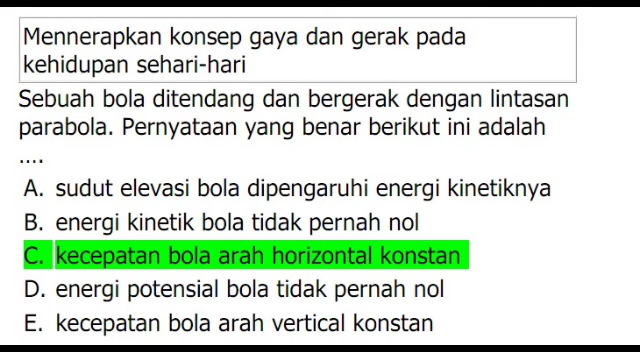 Mennerapkan konsep gaya dan gerak pada
kehidupan sehari-hari
Sebuah bola ditendang dan bergerak dengan lintasan
parabola. Pernyataan yang benar berikut ini adalah
....
A. sudut elevasi bola dipengaruhi energi kinetiknya
B. energi kinetik bola tidak pernah nol
C. kecepatan bola arah horizontal konstan
D. energi potensial bola tidak pernah nol
E. kecepatan bola arah vertical konstan